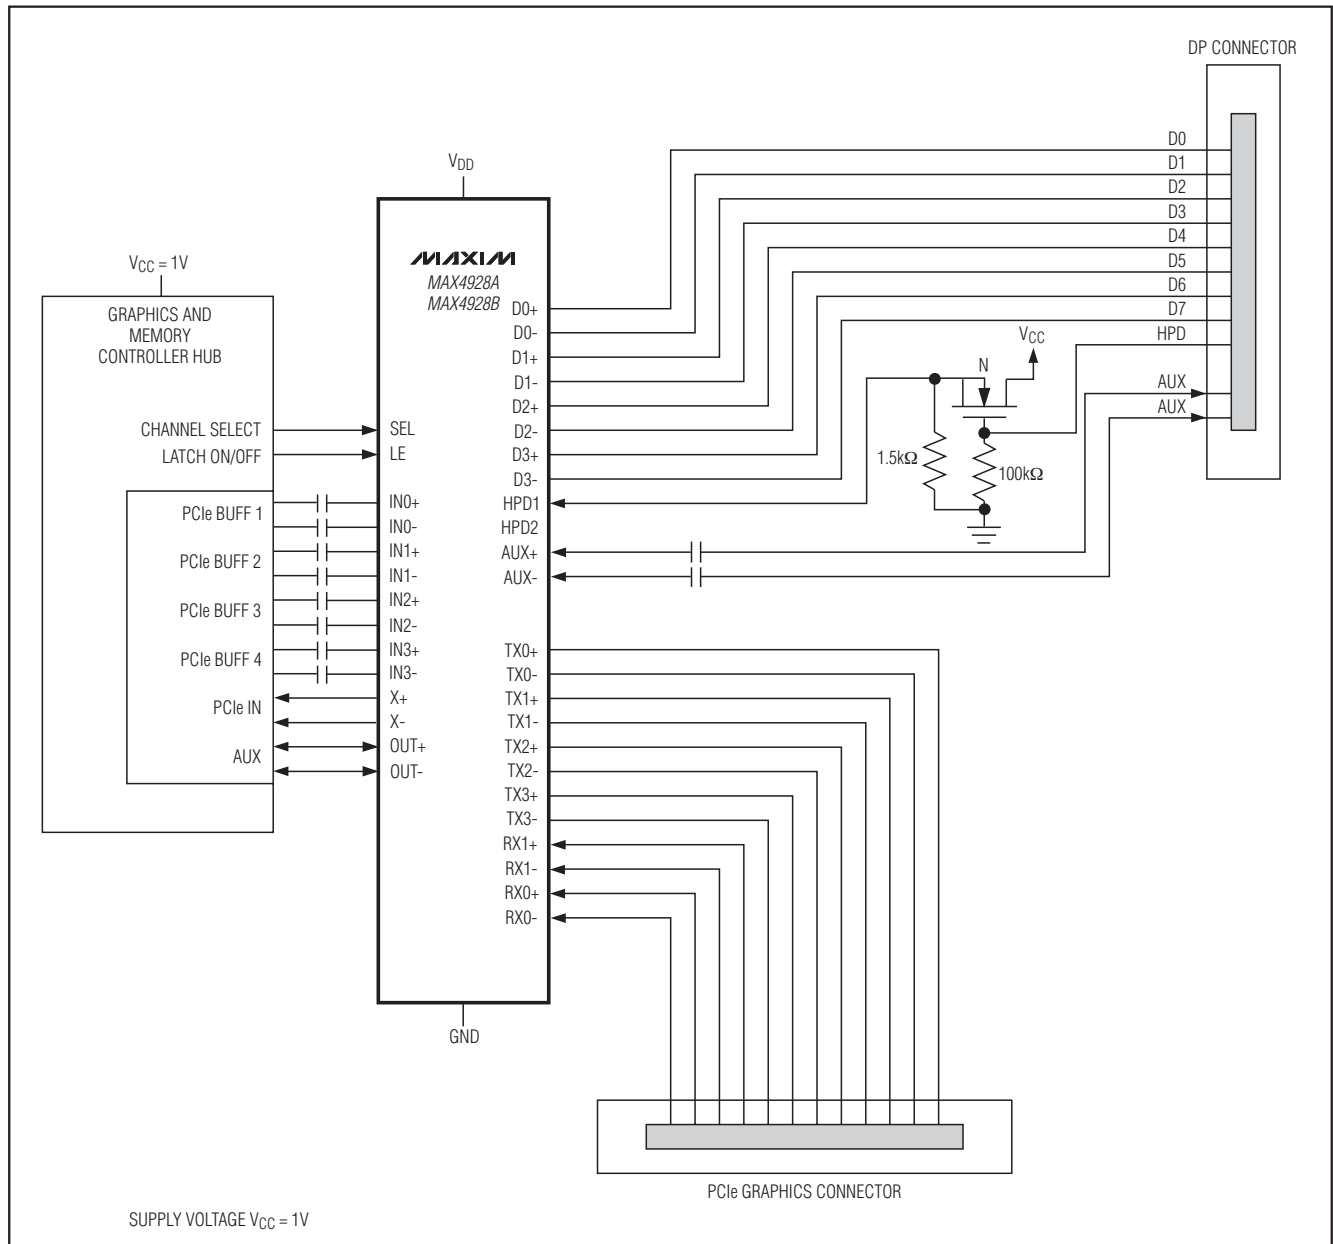 DP CONNECTOR
D0
D1
D2
D3
D4
D5
D6
D7
HPD
AUX
AUX
VDD
MAXIM
MAX4928A
MAX4928B
VCC = 1V
GRAPHICS AND
MEMORY
CONTROLLER HUB
CHANNEL SELECT
LATCH ON/OFF
PCIe BUFF 1
PCIe BUFF 2
PCIe BUFF 3
PCIe BUFF 4
PCIe IN
AUX
SEL
LE
IN0+
IN0-
IN1+
IN1-
IN2+
IN2-
IN3+
IN3-
X+
X-
OUT+
OUT-
D0+
D0-
D1+
D1-
D2+
D2-
D3+
D3-
HPD1
HPD2
AUX+
AUX-
TX0+
TX0-
TX1+
TX1-
TX2+
TX2-
TX3+
TX3-
RX1+
RX1-
RX0+
RX0-
VCC
N
1.5kΩ
100kΩ
GND
PCIe GRAPHICS CONNECTOR
SUPPLY VOLTAGE VCC = 1V